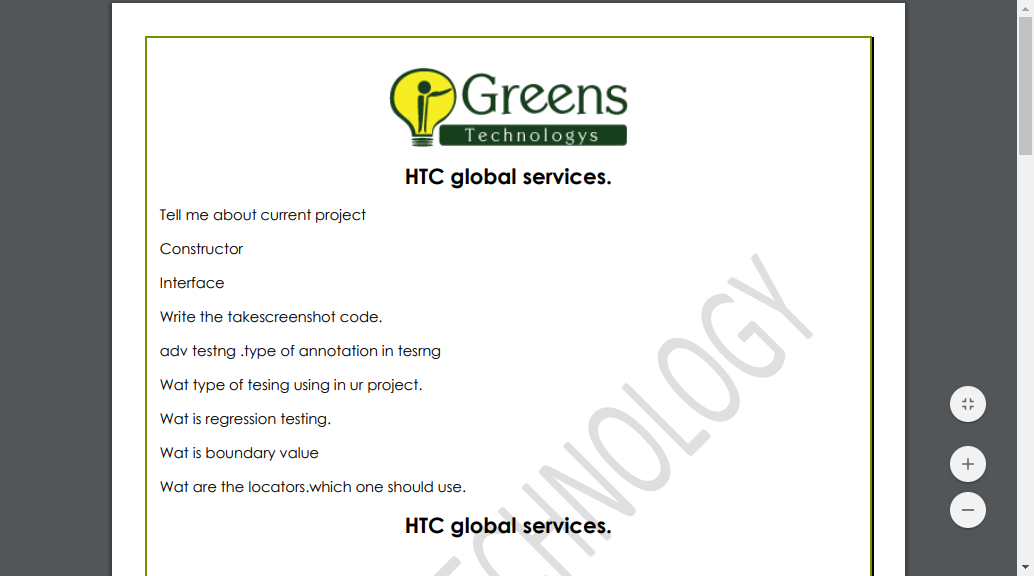 Greens
Technologys
HTC global services.
Tell me about current project
Constructor
Interface
Write the takescreenshot code.
adv testng .type of annotation in tesrng
Wat type of tesing using in ur project.
Wat is regression testing.
Wat is boundary value
Wat are the locators.which one should use.
HTC global services.
TECHNOLOGY